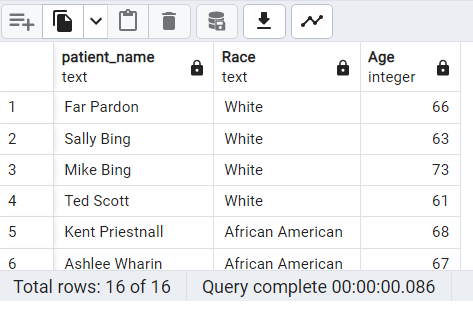 patient_name Race Age
text text integer
1 Far Pardon White 66
2 Sally Bing White 63
3 Mike Bing White 73
4 Ted Scott White 61
5 Kent Priestnall African American 68
6 Ashlee Wharin African American 67
Total rows: 16 of 16 Query complete 00:00:00.086